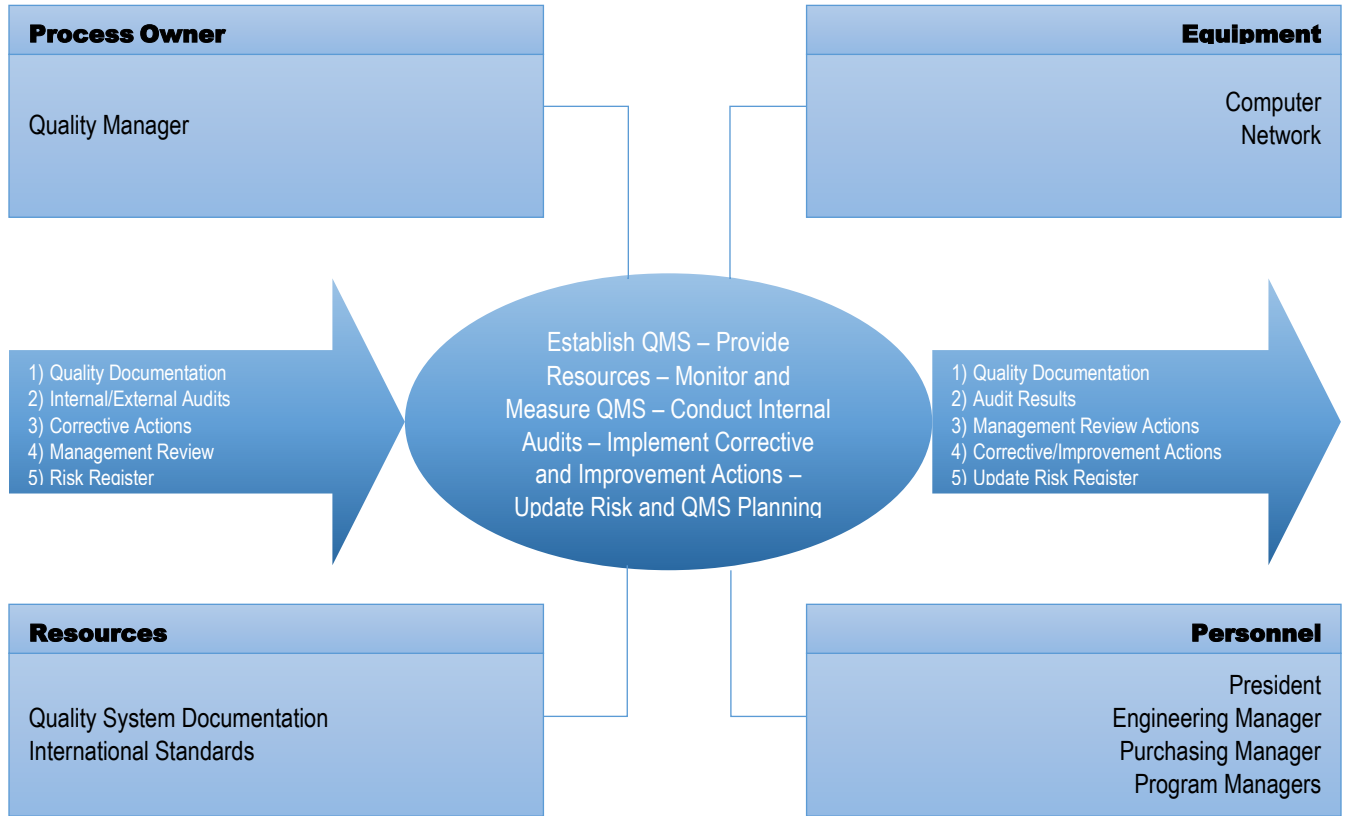 Process Owner
Quality Manager
Equipment
Computer
Network
1) Quality Documentation
2) Internal/External Audits
3) Corrective Actions
4) Management Review
5) Risk Register
Establish QMS – Provide
Resources – Monitor and
Measure QMS – Conduct Internal
Audits – Implement Corrective
and Improvement Actions –
Update Risk and QMS Planning
1) Quality Documentation
2) Audit Results
3) Management Review Actions
4) Corrective/Improvement Actions
5) Update Risk Register
Resources
Quality System Documentation
International Standards
Personnel
President
Engineering Manager
Purchasing Manager
Program Managers